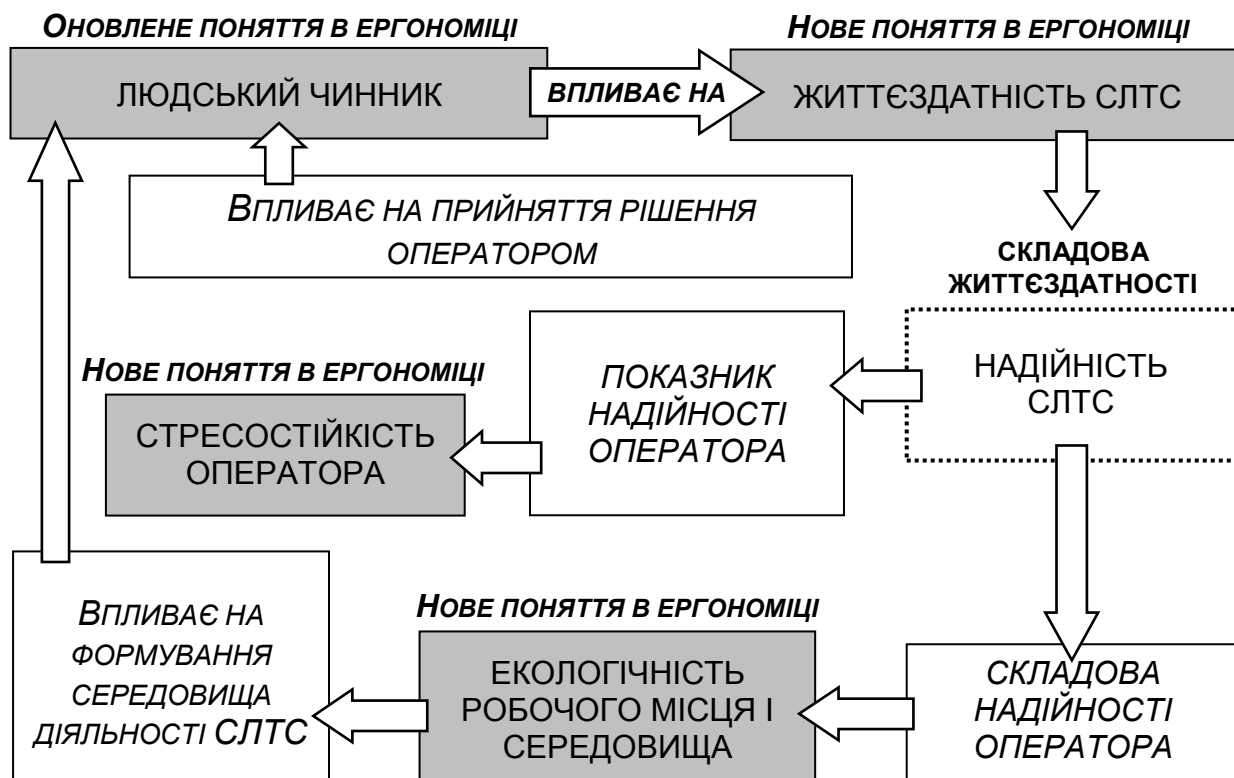 ОНОВЛЕНЕ ПОНЯТТЯ В ЕРГОНОМІЦІ
НОВЕ ПОНЯТТЯ В ЕРГОНОМІЦІ
ЛЮДСЬКИЙ ЧИННИК
ВПЛИВАЄ НА
ЖИТТЄЗДАТНІСТЬ СЛТС
ВПЛИВАЄ НА ПРИЙНЯТТЯ РІШЕННЯ
ОПЕРАТОРОМ
СКЛАДОВА
ЖИТТЄЗДАТНОСТІ
НАДІЙНІСТЬ
СЛТС
ПОКАЗНИК
НАДІЙНОСТІ
ОПЕРАТОРА
НОВЕ ПОНЯТТЯ В ЕРГОНОМІЦІ
СТРЕСОСТІЙКІСТЬ
ОПЕРАТОРА
СКЛАДОВА
НАДІЙНОСТІ
ОПЕРАТОРА
НОВЕ ПОНЯТТЯ В ЕРГОНОМІЦІ
ЕКОЛОГІЧНІСТЬ
РОБОЧОГО МІСЦЯ І
СЕРЕДОВИЩА
ВПЛИВАЄ НА
ФОРМУВАННЯ
СЕРЕДОВИЩА
ДІЯЛЬНОСТІ СЛТС